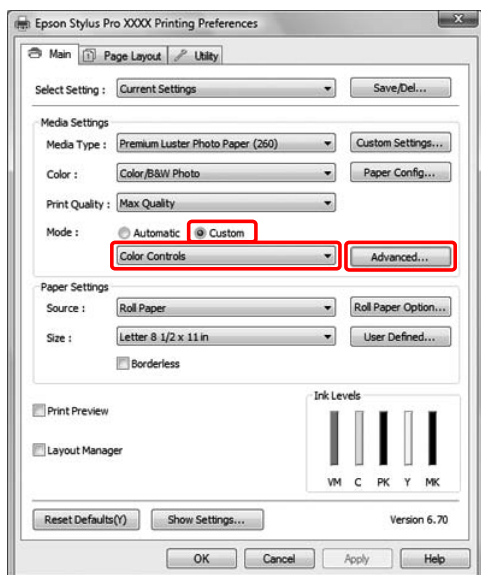 Epson Stylus Pro XXXX Printing Preferences
Main Page Layout Utility
Select Setting : Current Settings Save/Del...
Media Settings
Media Type : Premium Luster Photo Paper (260) Custom Settings...
Color : Color/B&W Photo Paper Config...
Print Quality : Max Quality
Mode : Automatic Custom
Color Controls Advanced...
Paper Settings
Source : Roll Paper Roll Paper Option...
Size : Letter 8 1/2 x 11 in User Defined...
Borderless
Print Preview
Layout Manager
Ink Levels
VM C PK Y MK
Reset Defaults(Y) Show Settings... Version 6.70
OK Cancel Apply Help